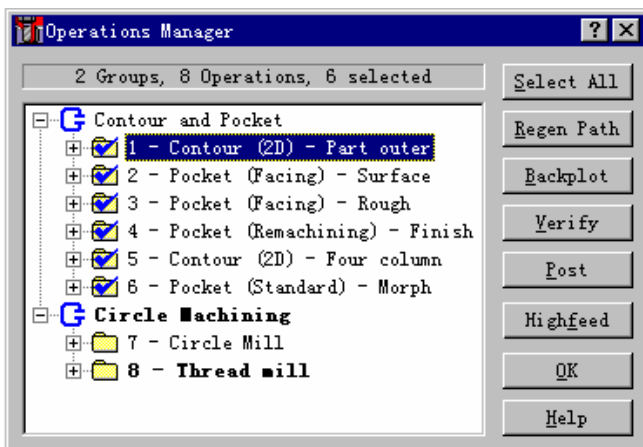 Operations Manager
2 Groups, 8 Operations, 6 selected
Contour and Pocket
1 - Contour (2D) - Part outer
2 - Pocket (Facing) - Surface
3 - Pocket (Facing) - Rough
4 - Pocket (Remachining) - Finish
5 - Contour (2D) - Four column
6 - Pocket (Standard) - Morph
Circle Machining
7 - Circle Mill
8 - Thread mill
Select All
Regen Path
Backplot
Verify
Post
Highfeed
OK
Help